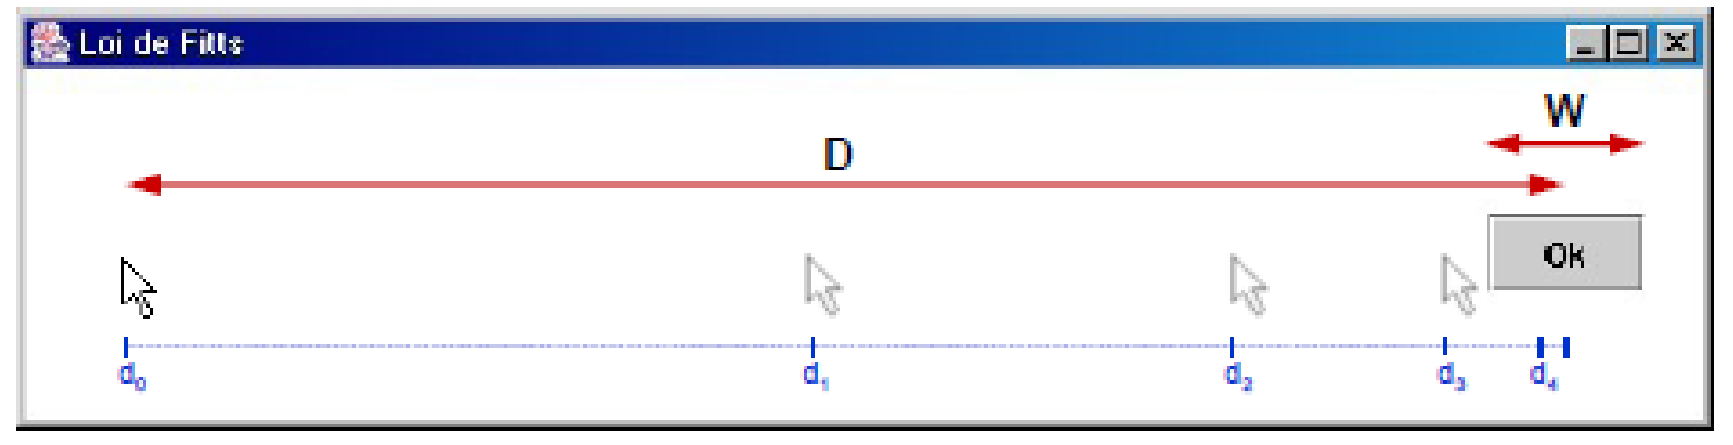 Loi de Fitts
W
D
Ok
d₀ d₁ d₂ d₃ d₄